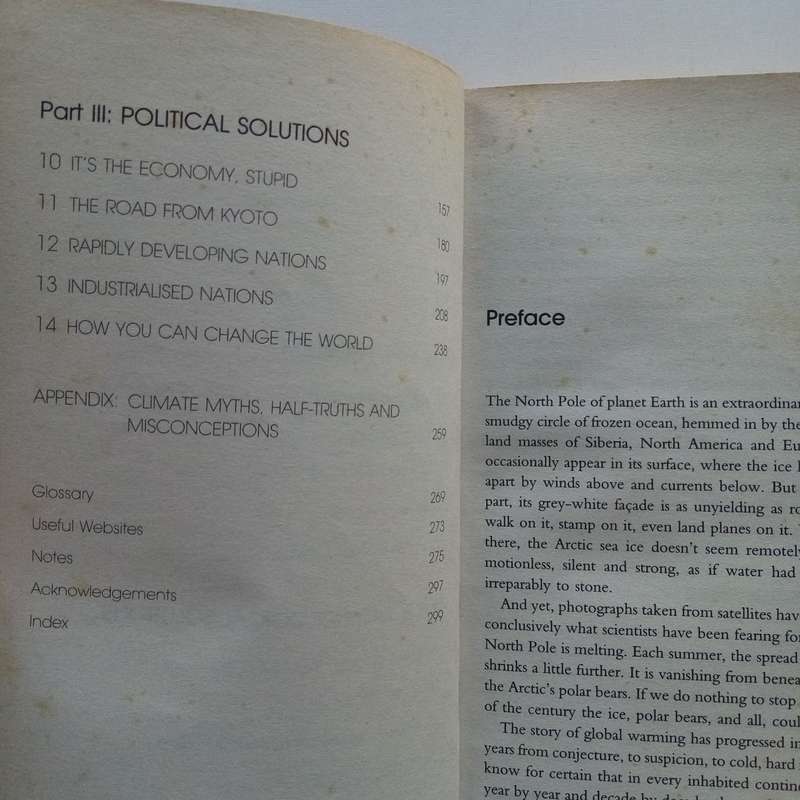 Part III: POLITICAL SOLUTIONS
10 IT'S THE ECONOMY, STUPID 157
11 THE ROAD FROM KYOTO 180
12 RAPIDLY DEVELOPING NATIONS 197
13 INDUSTRIALISED NATIONS 208
14 HOW YOU CAN CHANGE THE WORLD 238
APPENDIX: CLIMATE MYTHS, HALF-TRUTHS AND
MISCONCEPTIONS 259
Glossary 269
Useful Websites 273
Notes 275
Acknowledgements 297
Index 299
Preface
The North Pole of planet Earth is an
smudgy circle of frozen ocean, hemmed in by the
land masses of Siberia, North America and
occasionally appear in its surface, where the ice
apart by winds above and currents below. But
part, its grey-white façade is as unyielding as
walk on it, stamp on it, even land planes on it.
there, the Arctic sea ice doesn't seem
motionless, silent and strong, as if water had
irreparably to stone.
And yet, photographs taken from satellites have
conclusively what scientists have been fearing
North Pole is melting. Each summer, the spread
shrinks a little further. It is vanishing from
the Arctic's polar bears. If we do nothing to stop
of the century the ice, polar bears, and all,
The story of global warming has progressed
years from conjecture, to suspicion, to cold, hard
know for certain that in every inhabited
year by year and decade by